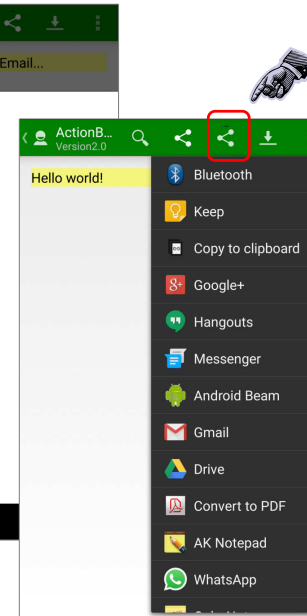 Email...
ActionB...
Version2.0
Hello world!
Bluetooth
Keep
Copy to clipboard
Google+
Hangouts
Messenger
Android Beam
Gmail
Drive
Convert to PDF
AK Notepad
WhatsApp